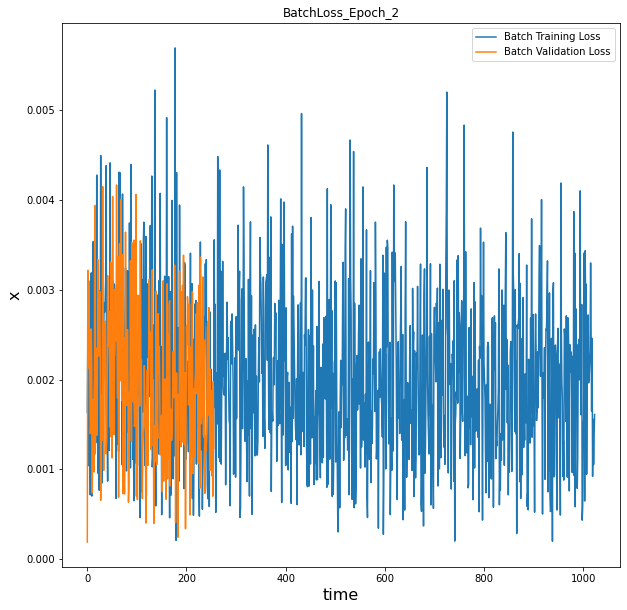 BatchLoss_Epoch_2
Batch Training Loss
Batch Validation Loss
0.005
0.004
0.003
0.002
0.001
0.000
x
0
200
400
600
800
1000
time